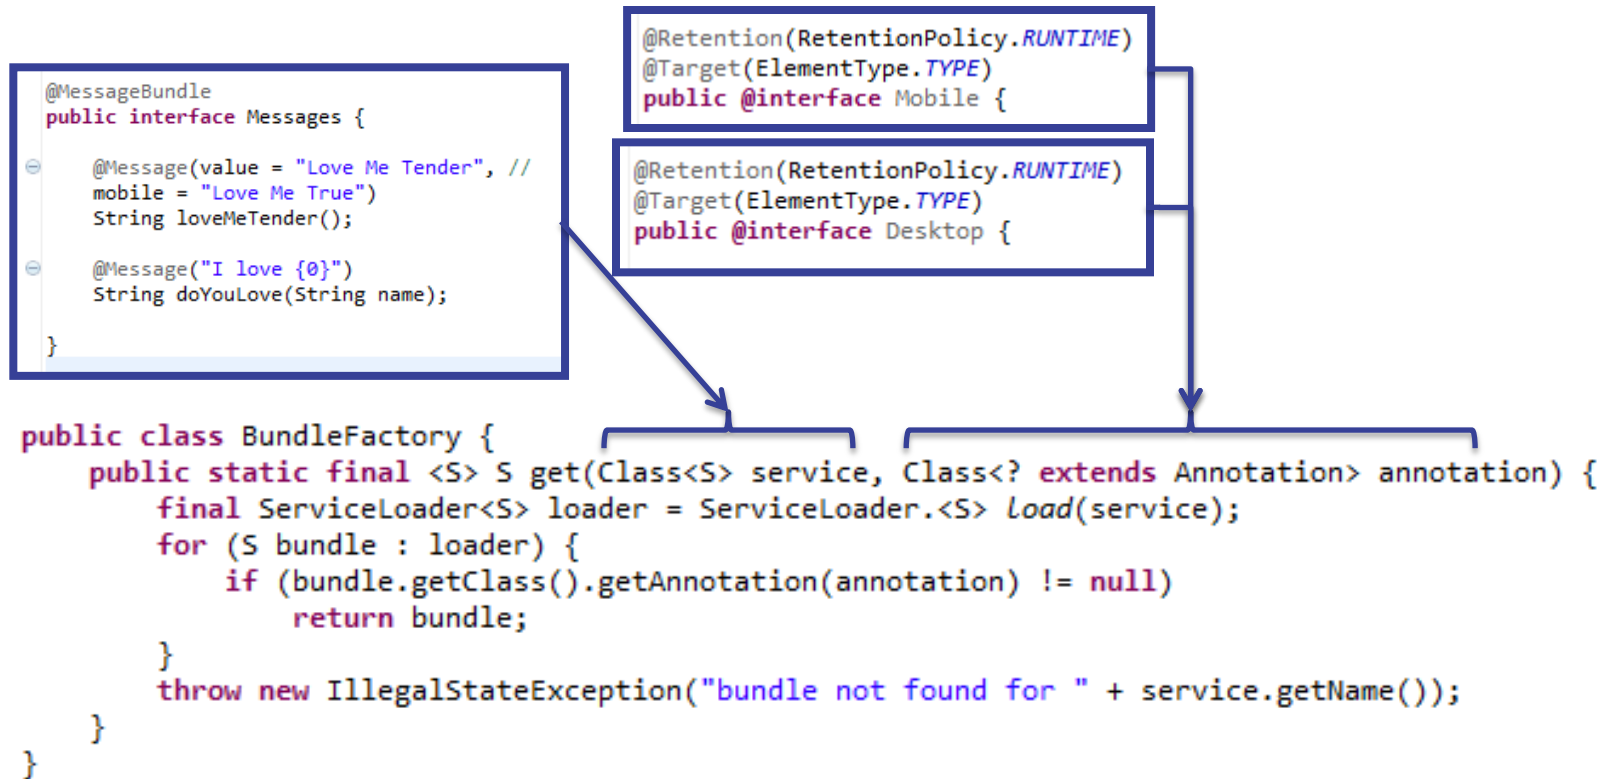 @MessageBundle
public interface Messages {
@Message(value = "Love Me Tender", //
mobile = "Love Me True")
String loveMeTender();
@Message("I love {0}")
String doYouLove(String name);
}
@Retention(RetentionPolicy.RUNTIME)
@Target(ElementType.TYPE)
public @interface Mobile {
@Retention(RetentionPolicy.RUNTIME)
@Target(ElementType.TYPE)
public @interface Desktop {
public class BundleFactory {
public static final <S> S get(Class<S> service, Class<? extends Annotation> annotation) {
final ServiceLoader<S> loader = ServiceLoader.<S> load(service);
for (S bundle : loader) {
if (bundle.getClass().getAnnotation(annotation) != null)
return bundle;
}
throw new IllegalStateException("bundle not found for " + service.getName());
}
}